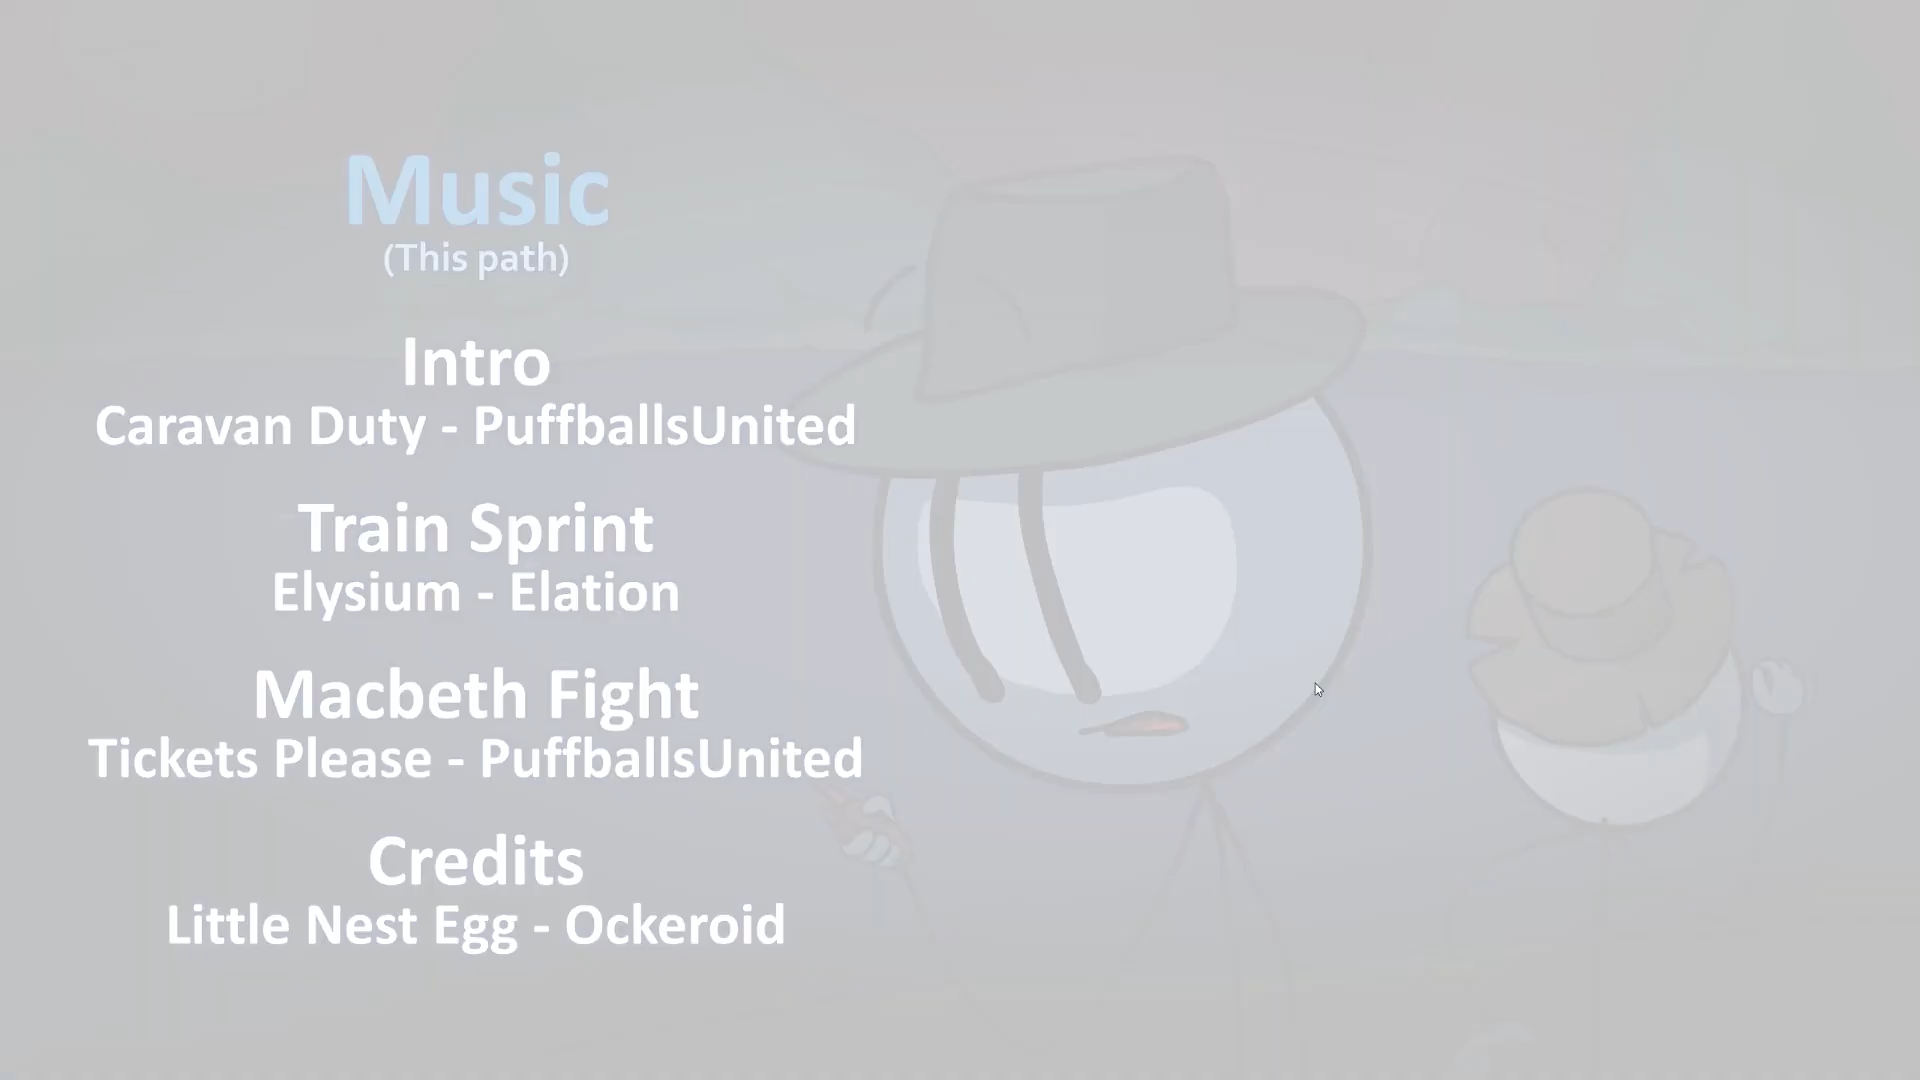 Music
(This path)
Intro
Caravan Duty - PuffballsUnited
Train Sprint
Elysium - Elation
Macbeth Fight
Tickets Please - PuffballsUnited
Credits
Little Nest Egg - Ockeroid